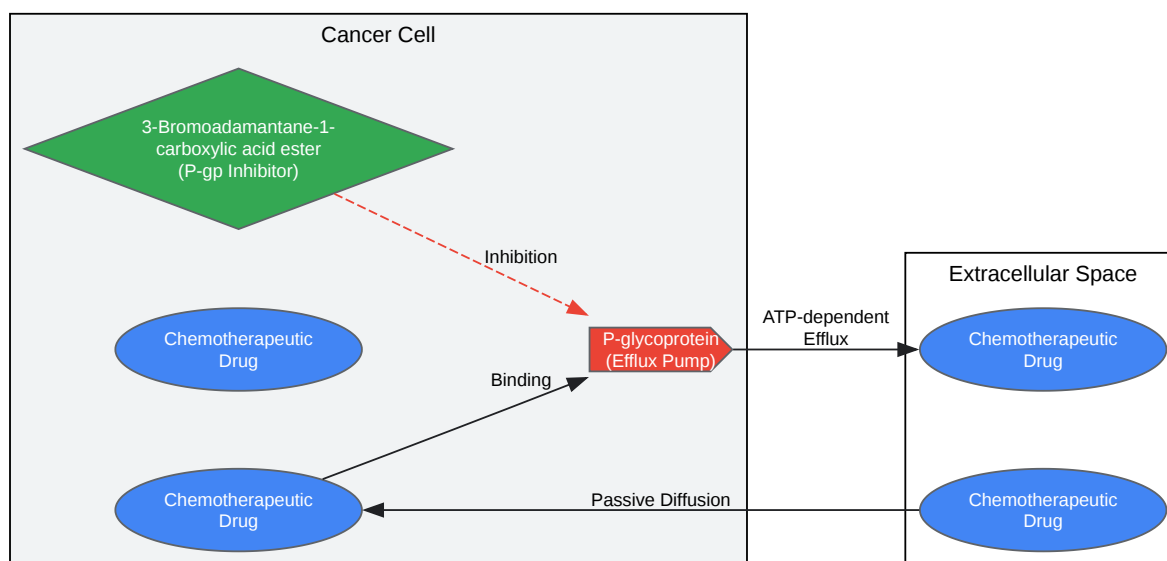 Cancer Cell
3-Bromoadamantane-1-
carboxylic acid ester
(P-gp Inhibitor)
Inhibition
Extracellular Space
ATP-dependent
Efflux
Chemotherapeutic
Drug
P-glycoprotein
(Efflux Pump)
Chemotherapeutic
Drug
Binding
Chemotherapeutic
Drug
Passive Diffusion
Chemotherapeutic
Drug